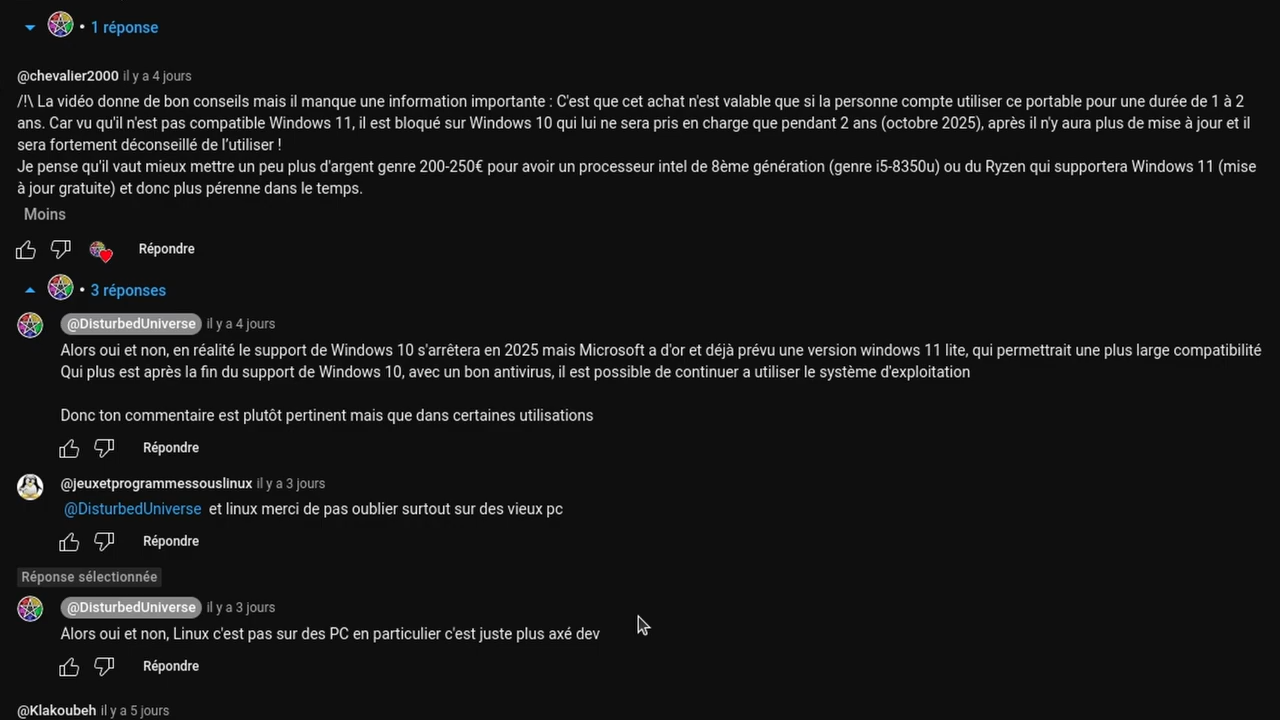 • 1 réponse
@chevalier2000 il y a 4 jours
/!\ La vidéo donne de bon conseils mais il manque une information importante : C'est que cet achat n'est valable que si la personne compte utiliser ce portable pour une durée de 1 à 2
ans. Car vu qu'il n'est pas compatible Windows 11, il est bloqué sur Windows 10 qui lui ne sera pris en charge que pendant 2 ans (octobre 2025), après il n'y aura plus de mise à jour et il
sera fortement déconseillé de l'utiliser !
Je pense qu'il vaut mieux mettre un peu plus d'argent genre 200-250€ pour avoir un processeur intel de 8ème génération (genre i5-8350u) ou du Ryzen qui supportera Windows 11 (mise
à jour gratuite) et donc plus pérenne dans le temps.
Moins
Répondre
• 3 réponses
@DisturbedUniverse il y a 4 jours
Alors oui et non, en réalité le support de Windows 10 s'arrêtera en 2025 mais Microsoft a d'or et déjà prévu une version windows 11 lite, qui permettrait une plus large compatibilité
Qui plus est après la fin du support de Windows 10, avec un bon antivirus, il est possible de continuer a utiliser le système d'exploitation
Donc ton commentaire est plutôt pertinent mais que dans certaines utilisations
Répondre
@jeuxetprogrammessouslinux il y a 3 jours
@DisturbedUniverse et linux merci de pas oublier surtout sur des vieux pc
Répondre
Réponse sélectionnée
@DisturbedUniverse il y a 3 jours
Alors oui et non, Linux c'est pas sur des PC en particulier c'est juste plus axé dev
Répondre
@Klakoubeh il y a 5 jours